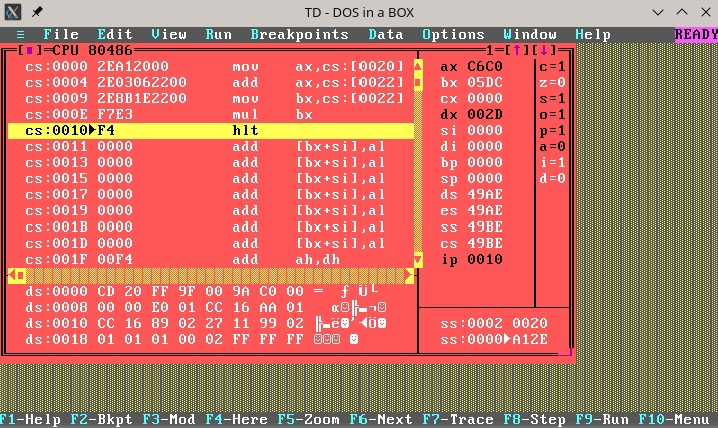 TD - DOS in a BOX
≡ File Edit View Run Breakpoints Data Options Window Help READY
[■]=CPU 80486 1=[↑][↓]
cs:0000 2EA12000 mov ax,cs:[0020] ▲ ax C6C0 c=1
cs:0004 2E03062200 add ax,cs:[0022] bx 05DC z=0
cs:0009 2E8B1E2200 mov bx,cs:[0022] cx 0000 s=1
cs:000E F7E3 mul bx dx 002D o=1
cs:0010►F4 hlt si 0000 p=1
cs:0011 0000 add [bx+si],al di 0000 a=0
cs:0013 0000 add [bx+si],al bp 0000 i=1
cs:0015 0000 add [bx+si],al sp 0000 d=0
cs:0017 0000 add [bx+si],al ds 49AE
cs:0019 0000 add [bx+si],al es 49AE
cs:001B 0000 add [bx+si],al ss 49BE
cs:001D 0000 add [bx+si],al cs 49BE
cs:001F 00F4 add ah,dh ▼ ip 0010
ds:0000 CD 20 FF 9F 00 9A C0 00 = ƒ Ü└
ds:0008 00 00 E0 01 CC 16 AA 01 α☺╠▬¬☺
ds:0010 CC 16 89 02 27 11 99 02 ╠▬ë☻'◄Ö☻ ss:0002 0020
ds:0018 01 01 01 00 02 FF FF FF ☺☺☺ ☻ ss:0000►A12E
F1-Help F2-Bkpt F3-Mod F4-Here F5-Zoom F6-Next F7-Trace F8-Step F9-Run F10-Menu